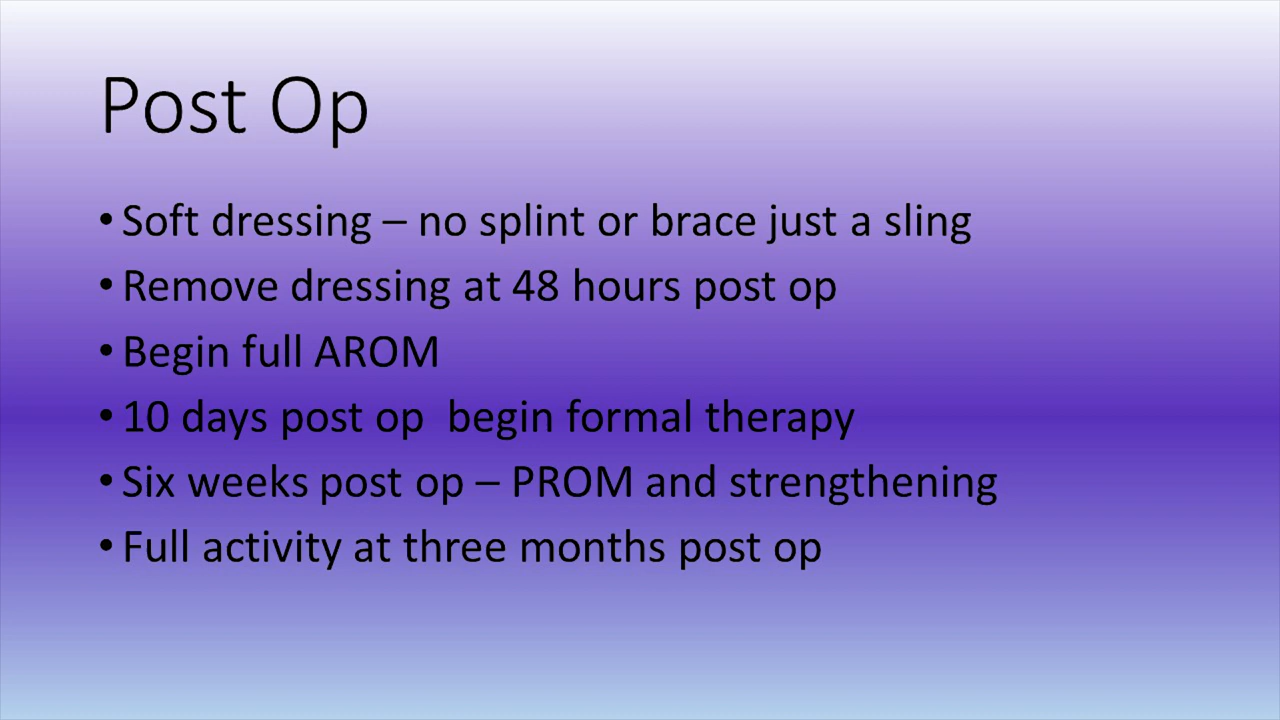 Post Op
• Soft dressing – no splint or brace just a sling
• Remove dressing at 48 hours post op
• Begin full AROM
• 10 days post op  begin formal therapy
• Six weeks post op – PROM and strengthening
• Full activity at three months post op